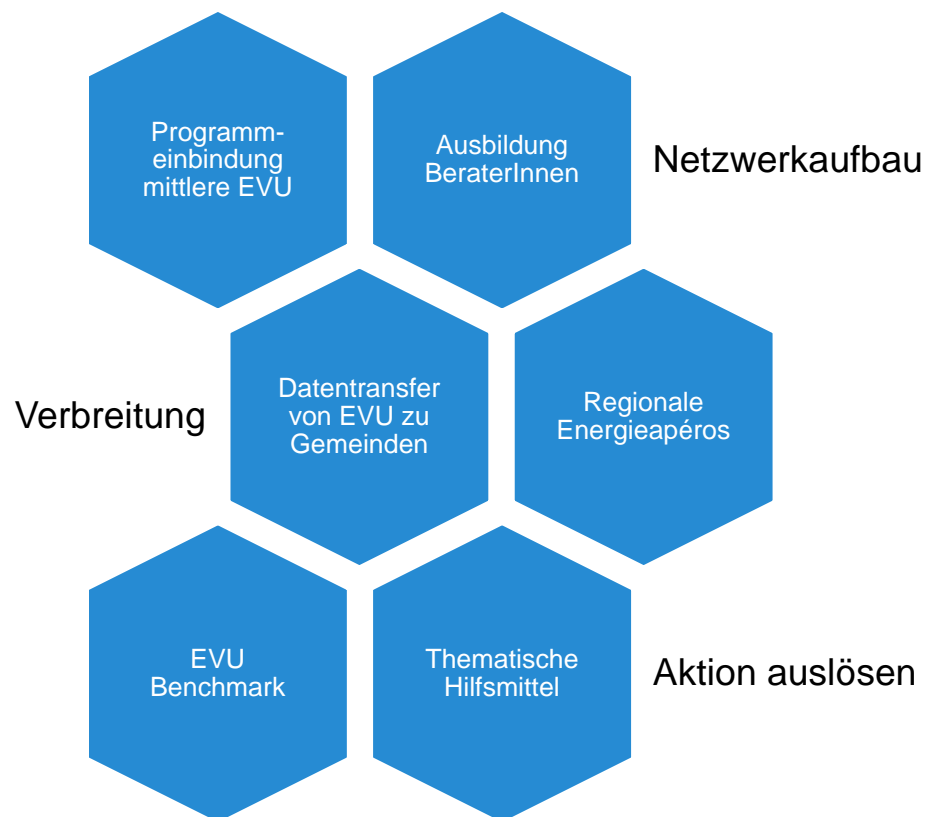 Programm-
einbindung
mittlere EVU
Ausbildung
BeraterInnen
Netzwerkaufbau
Verbreitung
Datentransfer
von EVU zu
Gemeinden
Regionale
Energieapéros
EVU
Benchmark
Thematische
Hilfsmittel
Aktion auslösen